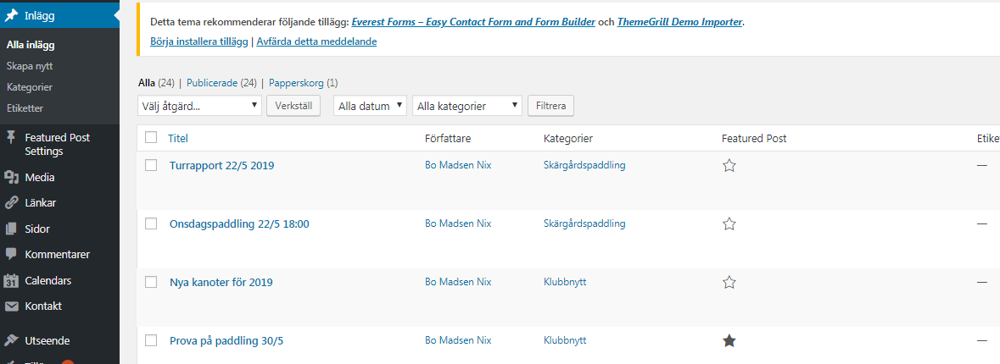 Inlägg
Alla inlägg
Skapa nytt
Kategorier
Etiketter
Featured Post
Settings
Media
Länkar
Sidor
Kommentarer
Calendars
Kontakt
Utseende
Detta tema rekommenderar följande tillägg: Everest Forms – Easy Contact Form and Form Builder och ThemeGrill Demo Importer.
Börja installera tillägg | Avfärda detta meddelande
Alla (24) | Publicerade (24) | Papperskorg (1)
Välj åtgärd... Verkställ Alla datum Alla kategorier Filtrera
Titel Författare Kategorier Featured Post Etike
Turrapport 22/5 2019 Bo Madsen Nix Skärgårdspaddling —
Onsdagspaddling 22/5 18:00 Bo Madsen Nix Skärgårdspaddling —
Nya kanoter för 2019 Bo Madsen Nix Klubbnytt —
Prova på paddling 30/5 Bo Madsen Nix Klubbnytt —